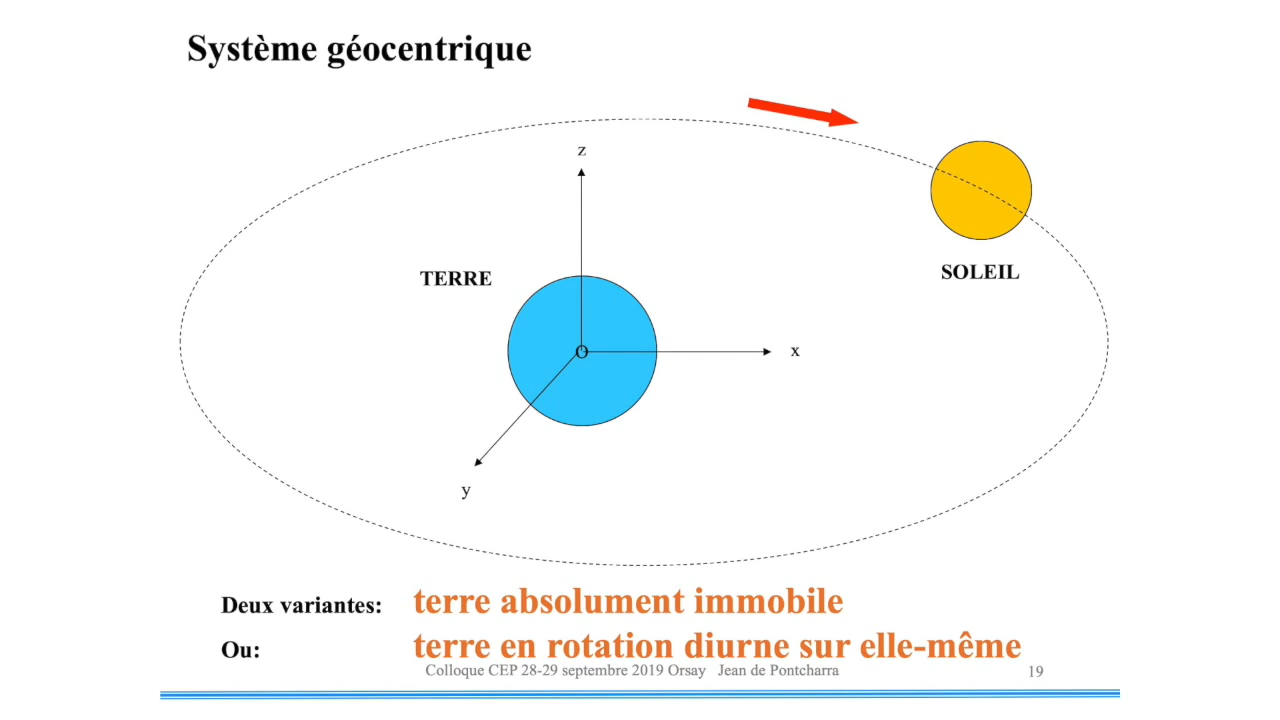 Système géocentrique
z
TERRE
SOLEIL
O
x
y
Deux variantes: terre absolument immobile
Ou: terre en rotation diurne sur elle-même
Colloque CEP 28-29 septembre 2019 Orsay Jean de Pontcharra 19